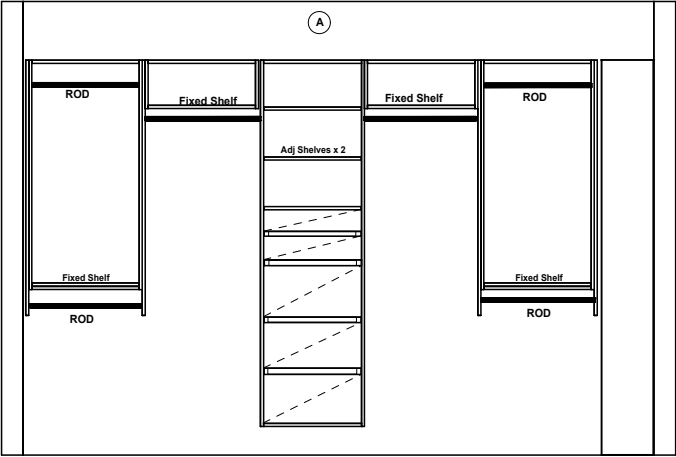 A
ROD
Fixed Shelf
Fixed Shelf
ROD
Adj Shelves x 2
Fixed Shelf
Fixed Shelf
ROD
ROD